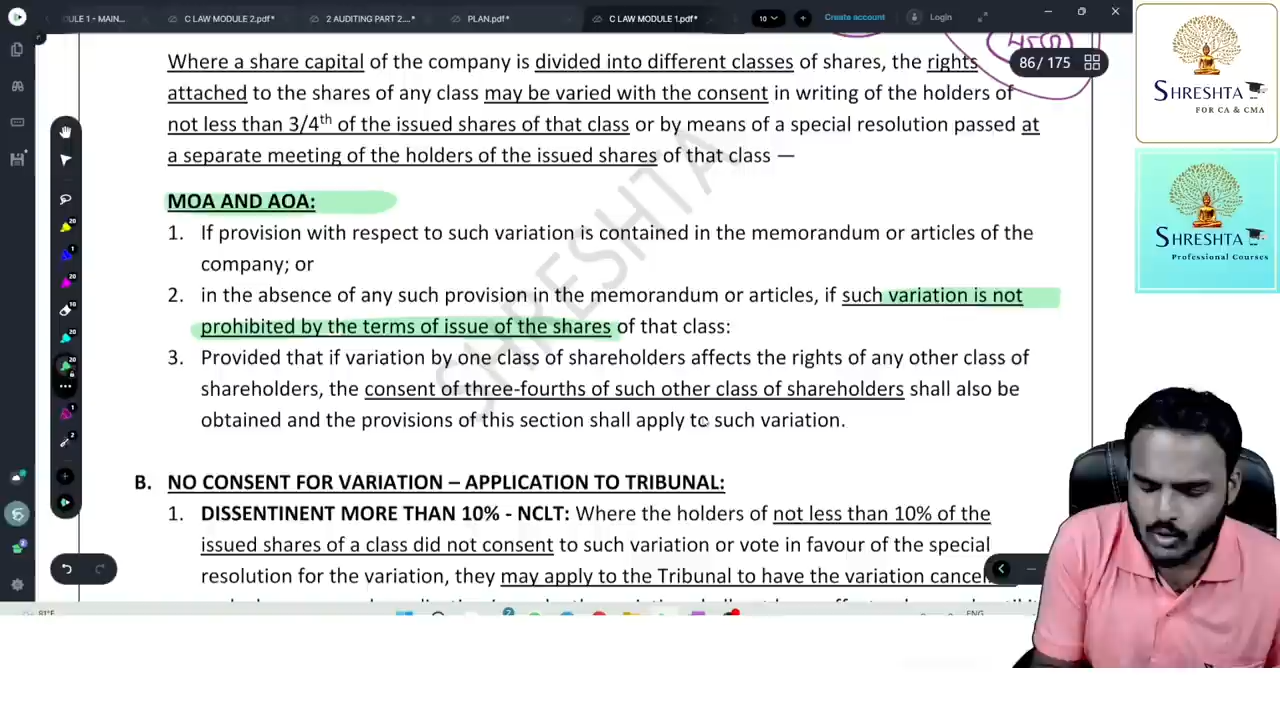 ULE 1 - MAIN...
C LAW MODULE 2.pdf*
2 AUDITING PART 2....*
PLAN.pdf*
C LAW MODULE 1.pdf*
10
Create account
Login
86 / 175
Where a share capital of the company is divided into different classes of shares, the rights
attached to the shares of any class may be varied with the consent in writing of the holders of
not less than 3/4th of the issued shares of that class or by means of a special resolution passed at
a separate meeting of the holders of the issued shares of that class —
MOA AND AOA:
1. If provision with respect to such variation is contained in the memorandum or articles of the
company; or
2. in the absence of any such provision in the memorandum or articles, if such variation is not
prohibited by the terms of issue of the shares of that class:
3. Provided that if variation by one class of shareholders affects the rights of any other class of
shareholders, the consent of three-fourths of such other class of shareholders shall also be
obtained and the provisions of this section shall apply to such variation.
B. NO CONSENT FOR VARIATION – APPLICATION TO TRIBUNAL:
1. DISSENTINENT MORE THAN 10% - NCLT: Where the holders of not less than 10% of the
issued shares of a class did not consent to such variation or vote in favour of the special
resolution for the variation, they may apply to the Tribunal to have the variation
SHRESHTA
SHRESHTA
FOR CA & CMA
SHRESHTA
Professional Courses
ENG